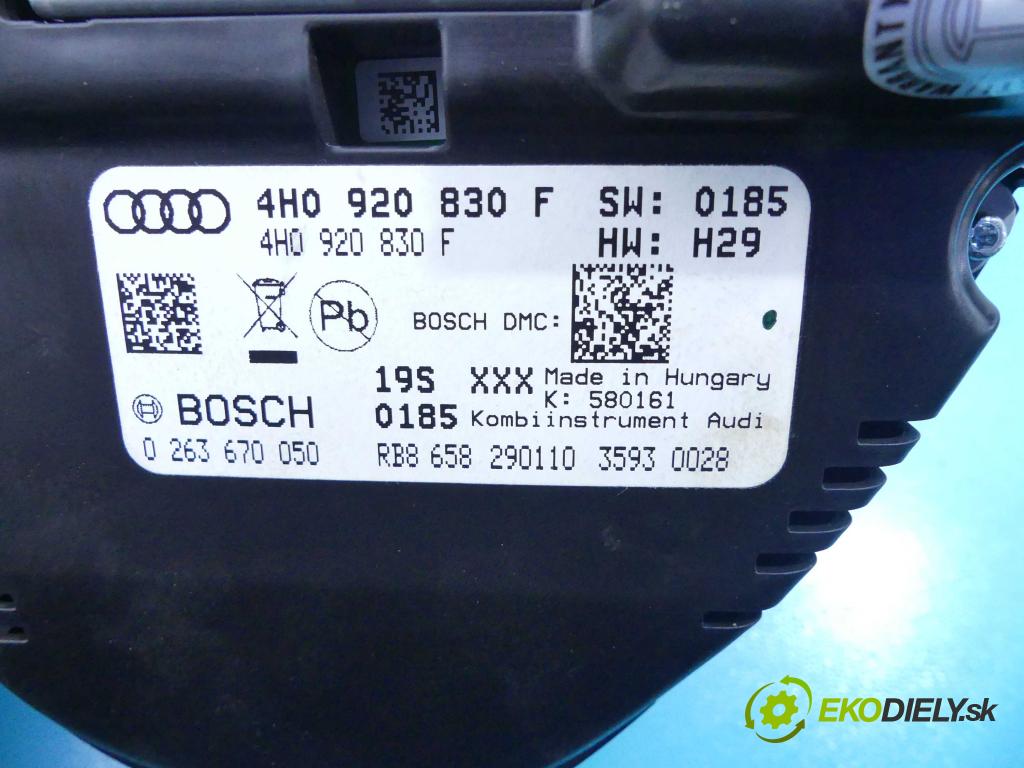 4H0 920 830 F SW: 0185
4H0 920 830 F HW: H29
Pb
BOSCH DMC:
19S XXX Made in Hungary
K: 580161
BOSCH 0185 Kombiinstrument Audi
0 263 670 050 RB8 658 290110 3593 0028
EKODIELY.sk